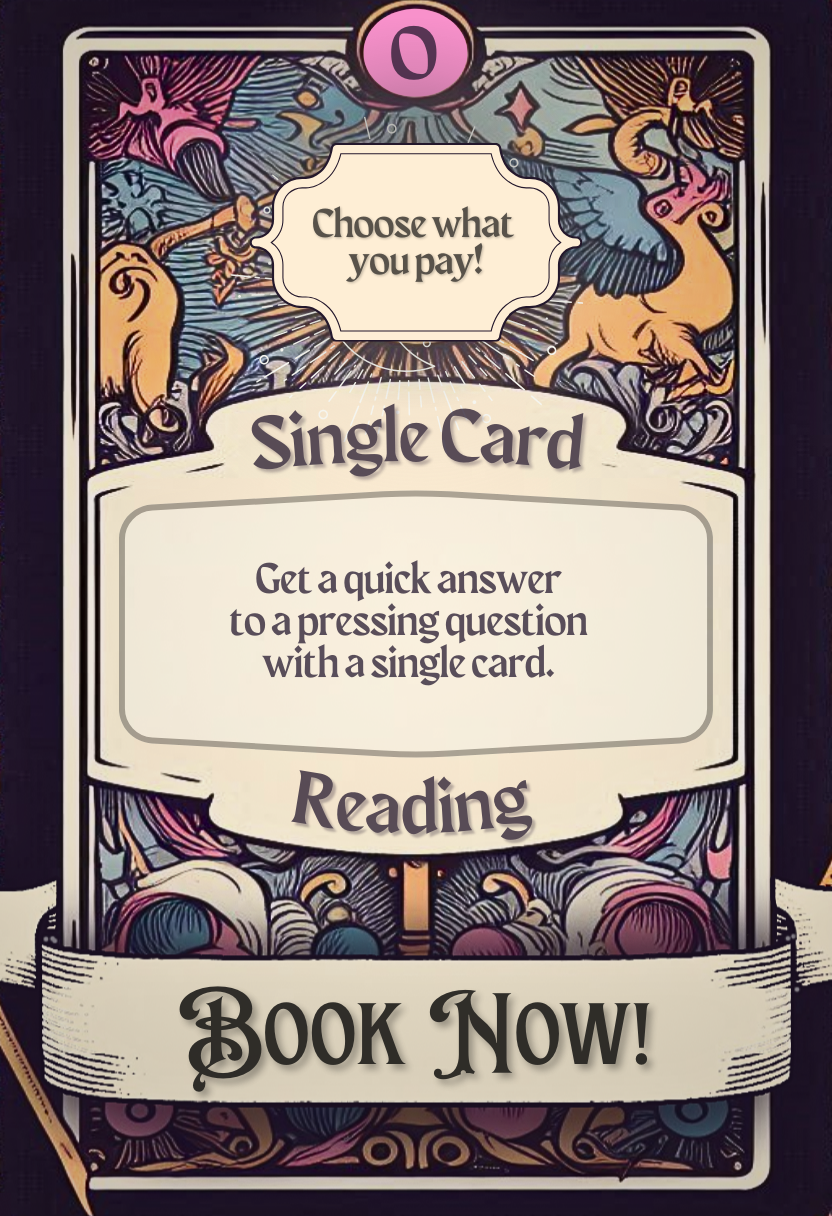 0
Choose what
you pay!
Single Card
Get a quick answer
to a pressing question
with a single card.
Reading
Book Now!